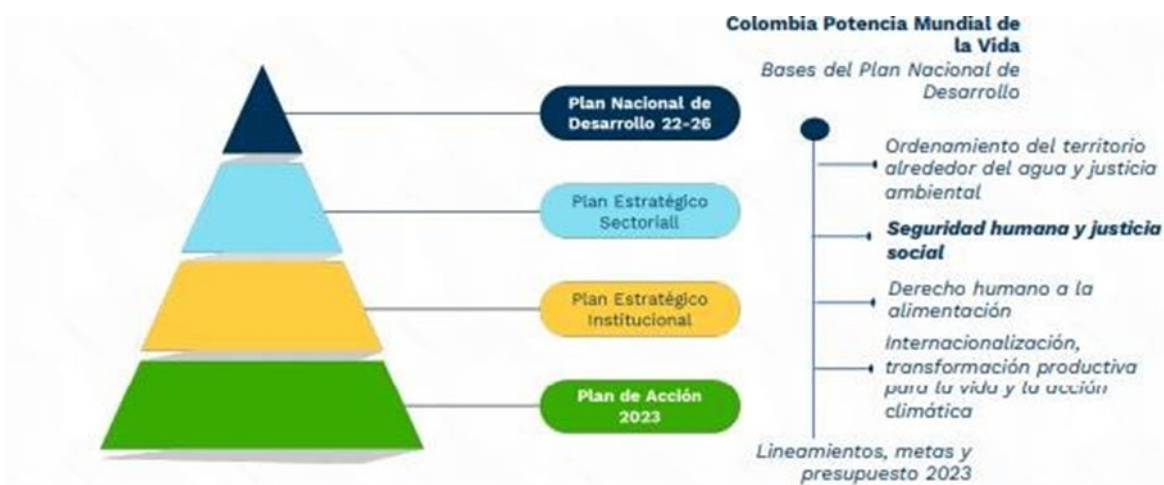 Plan Nacional de
Desarrollo 22-26
Plan Estratégico
Sectoriall
Plan Estratégico
Institucional
Plan de Acción
2023
Colombia Potencia Mundial de
la Vida
Bases del Plan Nacional de
Desarrollo
Ordenamiento del territorio
alrededor del agua y justicia
ambiental
Seguridad humana y justicia
social
Derecho humano a la
alimentación
Internacionalización,
transformación productiva
para la vida y la acción
climática
Lineamientos, metas y
presupuesto 2023